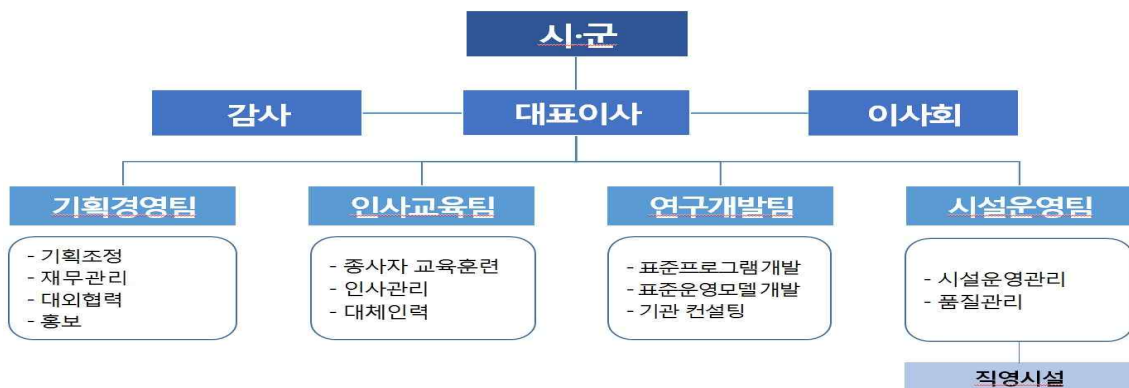 시·군
감사
대표이사
이사회
기획경영팀
인사교육팀
연구개발팀
시설운영팀
- 기획조정
- 재무관리
- 대외협력
- 홍보
- 종사자 교육훈련
- 인사관리
- 대체인력
- 표준프로그램 개발
- 표준운영모델 개발
- 기관 컨설팅
- 시설운영관리
- 품질관리
직영시설